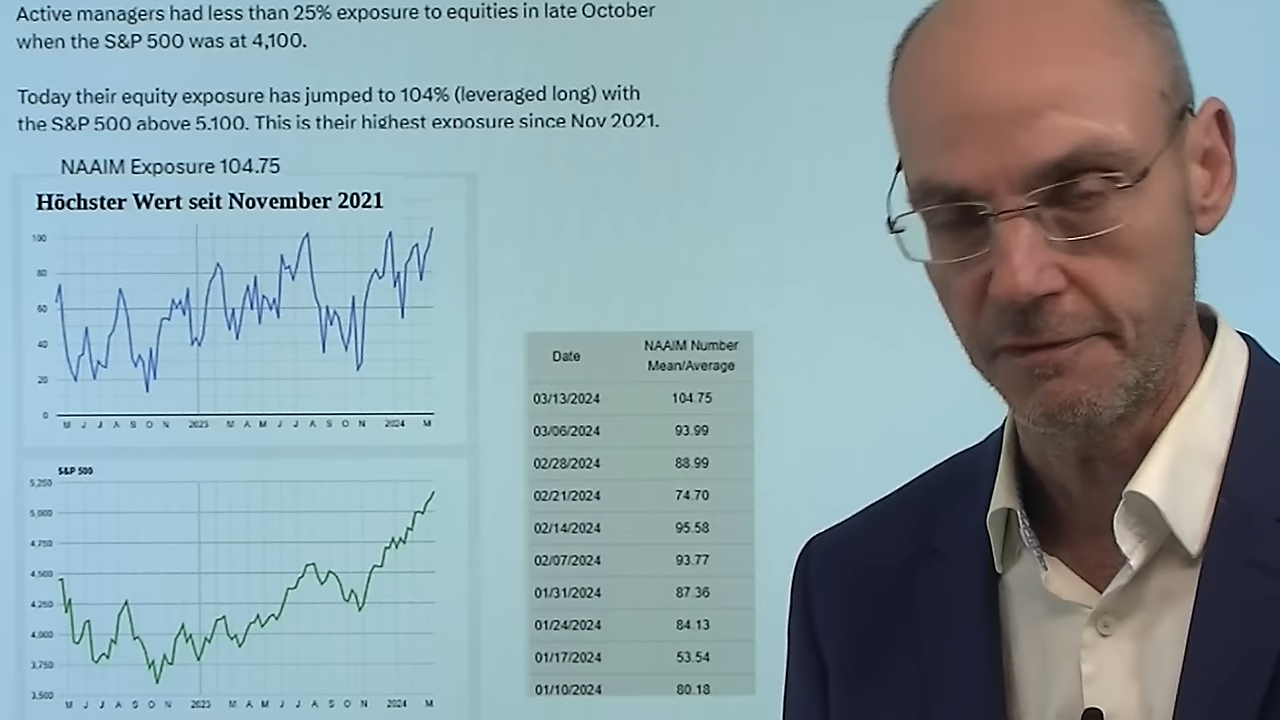 Active managers had less than 25% exposure to equities in late October
when the S&P 500 was at 4,100.
Today their equity exposure has jumped to 104% (leveraged long) with
the S&P 500 above 5,100. This is their highest exposure since Nov 2021.
NAAIM Exposure 104.75
Höchster Wert seit November 2021
100
80
60
40
20
0
M J J A S O N 2023 M A M J J A S O N 2024 M
S&P 500
5,250
5,000
4,750
4,500
4,250
4,000
3,750
3,500
M J J A S O N 2023 M A M J J A S O N 2024 M
Date NAAIM Number
Mean/Average
03/13/2024 104.75
03/06/2024 93.99
02/28/2024 88.99
02/21/2024 74.70
02/14/2024 95.58
02/07/2024 93.77
01/31/2024 87.36
01/24/2024 84.13
01/17/2024 53.54
01/10/2024 80.18